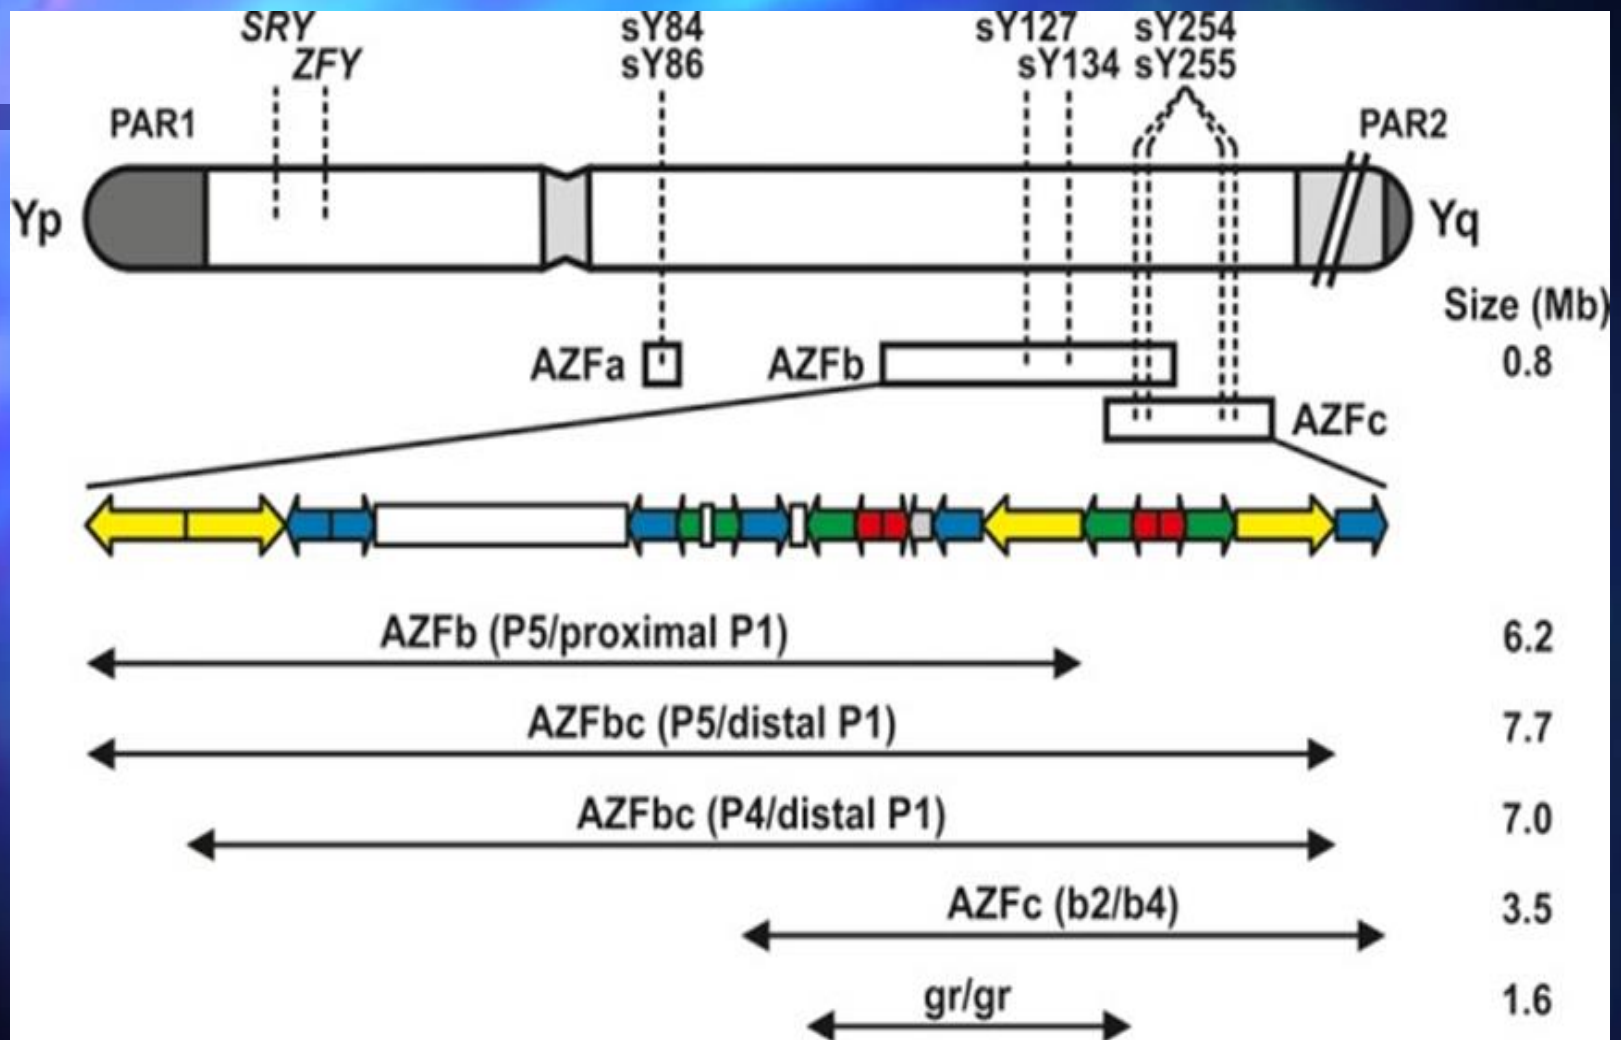 SRY
ZFY
sY84
sY86
sY127
sY134
sY254
sY255
PAR1
PAR2
Yp
Yq
Size (Mb)
AZFa
AZFb
0.8
AZFc
AZFb (P5/proximal P1)
6.2
AZFbc (P5/distal P1)
7.7
AZFbc (P4/distal P1)
7.0
AZFc (b2/b4)
3.5
gr/gr
1.6